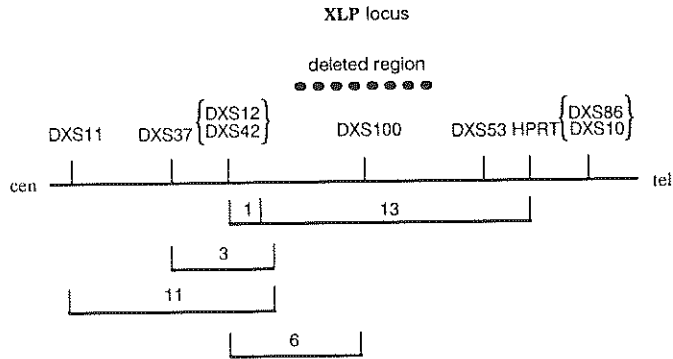 XLP locus
deleted region
DXS12 DXS86
DXS11 DXS37 DXS42 DXS100 DXS53 HPRT DXS10
cen tel
1 13
3
11
6